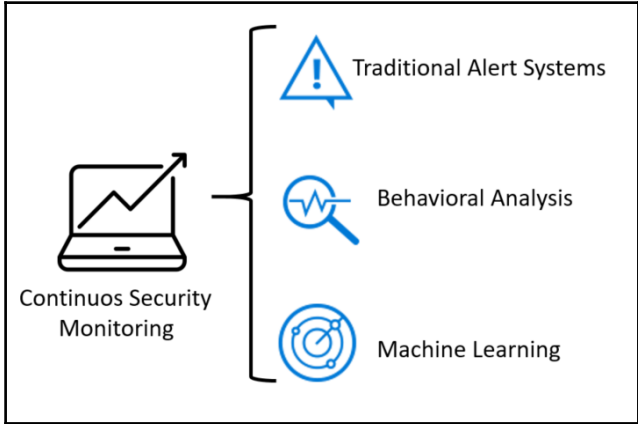 Traditional Alert Systems
Behavioral Analysis
Continuos Security
Monitoring
Machine Learning